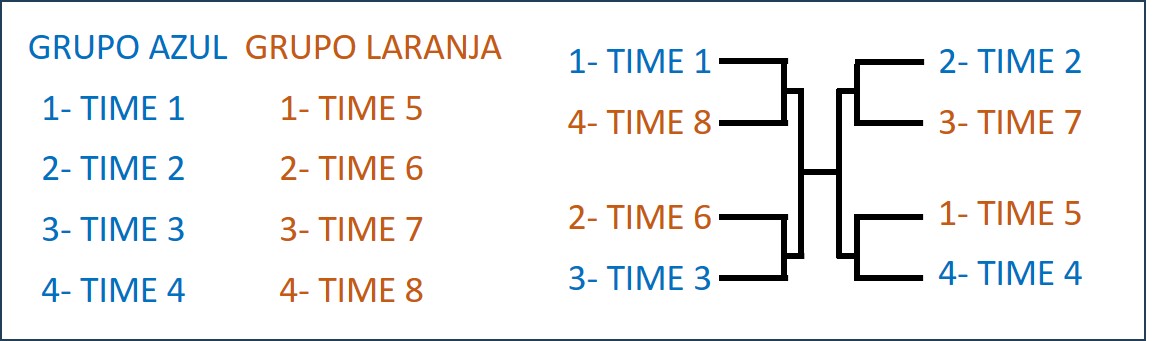 GRUPO AZUL GRUPO LARANJA
1- TIME 1 1- TIME 5
2- TIME 2 2- TIME 6
3- TIME 3 3- TIME 7
4- TIME 4 4- TIME 8
1- TIME 1
4- TIME 8
2- TIME 6
3- TIME 3
2- TIME 2
3- TIME 7
1- TIME 5
4- TIME 4